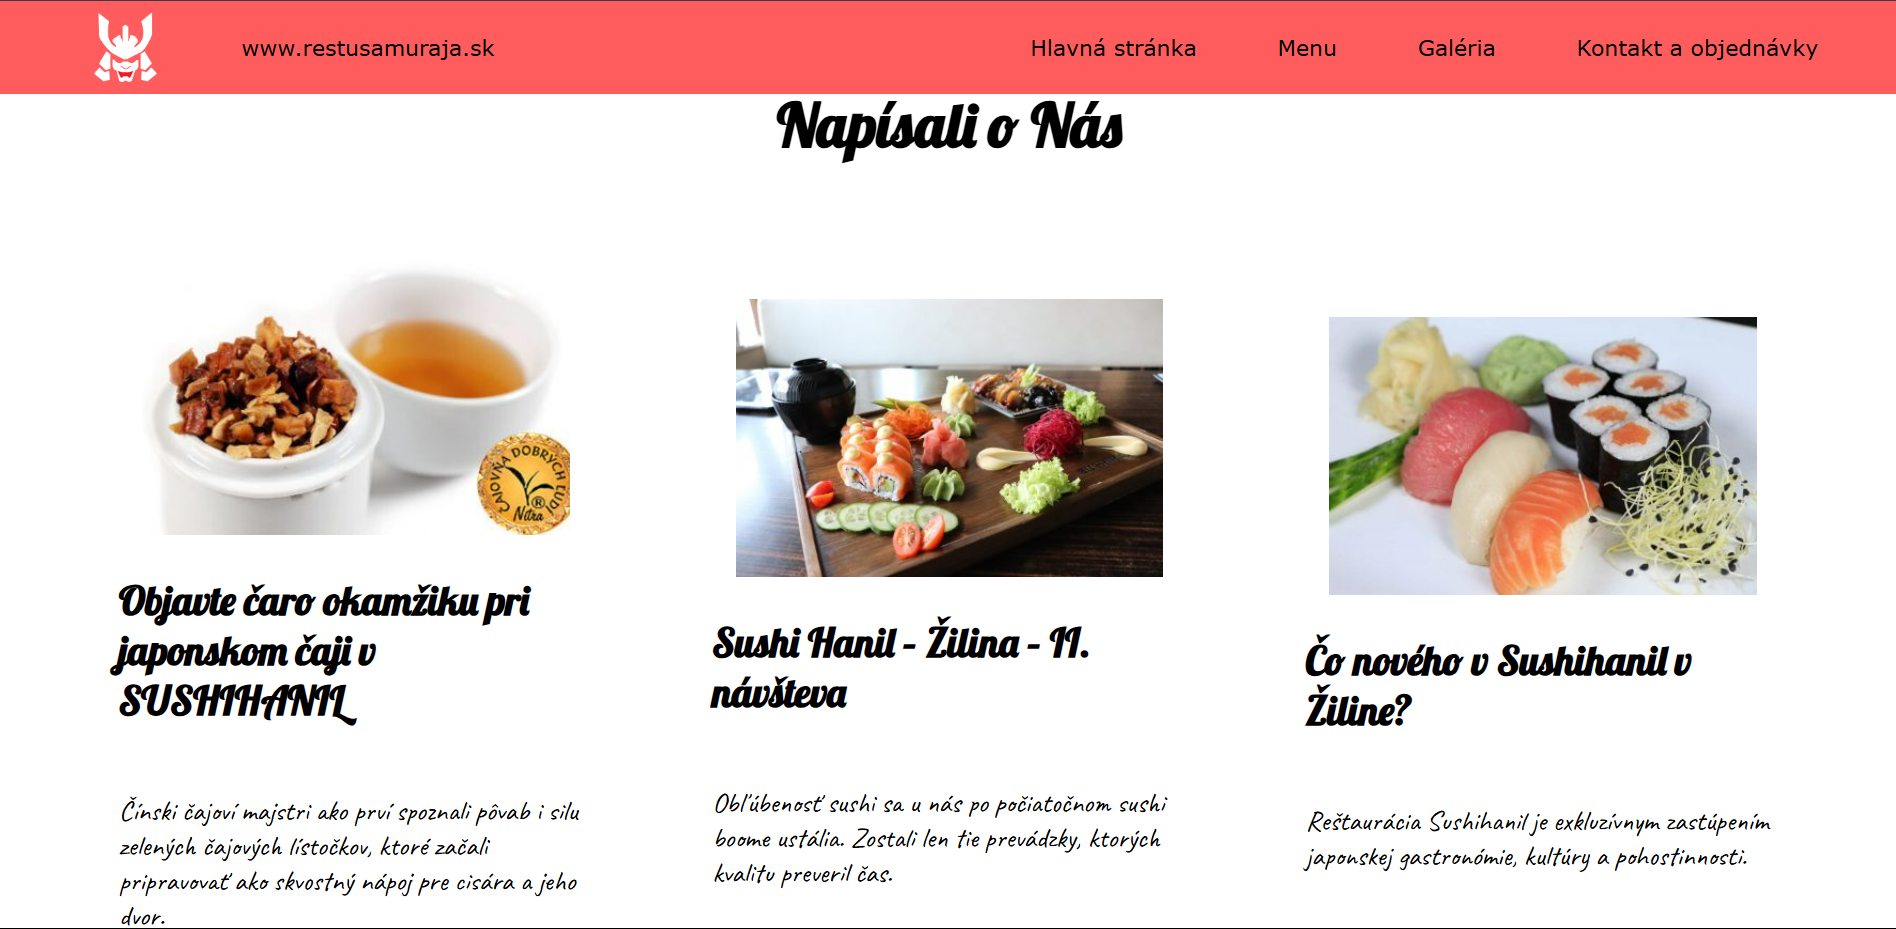 www.restusamuraja.sk
Hlavná stránka
Menu
Galéria
Kontakt a objednávky
Napísali o Nás
ČAJOVŇA DOBRÝCH ĽUDÍ
®
Nitra
Objavte čaro okamžiku pri
japonskom čaji v
SUSHIHANIL
Čínski čajoví majstri ako prví spoznali pôvab i silu
zelených čajových lístočkov, ktoré začali
pripravovať ako skvostný nápoj pre cisára a jeho
dvor.
Sushi Hanil – Žilina – II.
návšteva
Obľúbenosť sushi sa u nás po počiatočnom sushi
boome ustália. Zostali len tie prevádzky, ktorých
kvalitu preveril čas.
Čo nového v Sushihanil v
Žiline?
Reštaurácia Sushihanil je exkluzívnym zastúpením
japonskej gastronómie, kultúry a pohostinnosti.